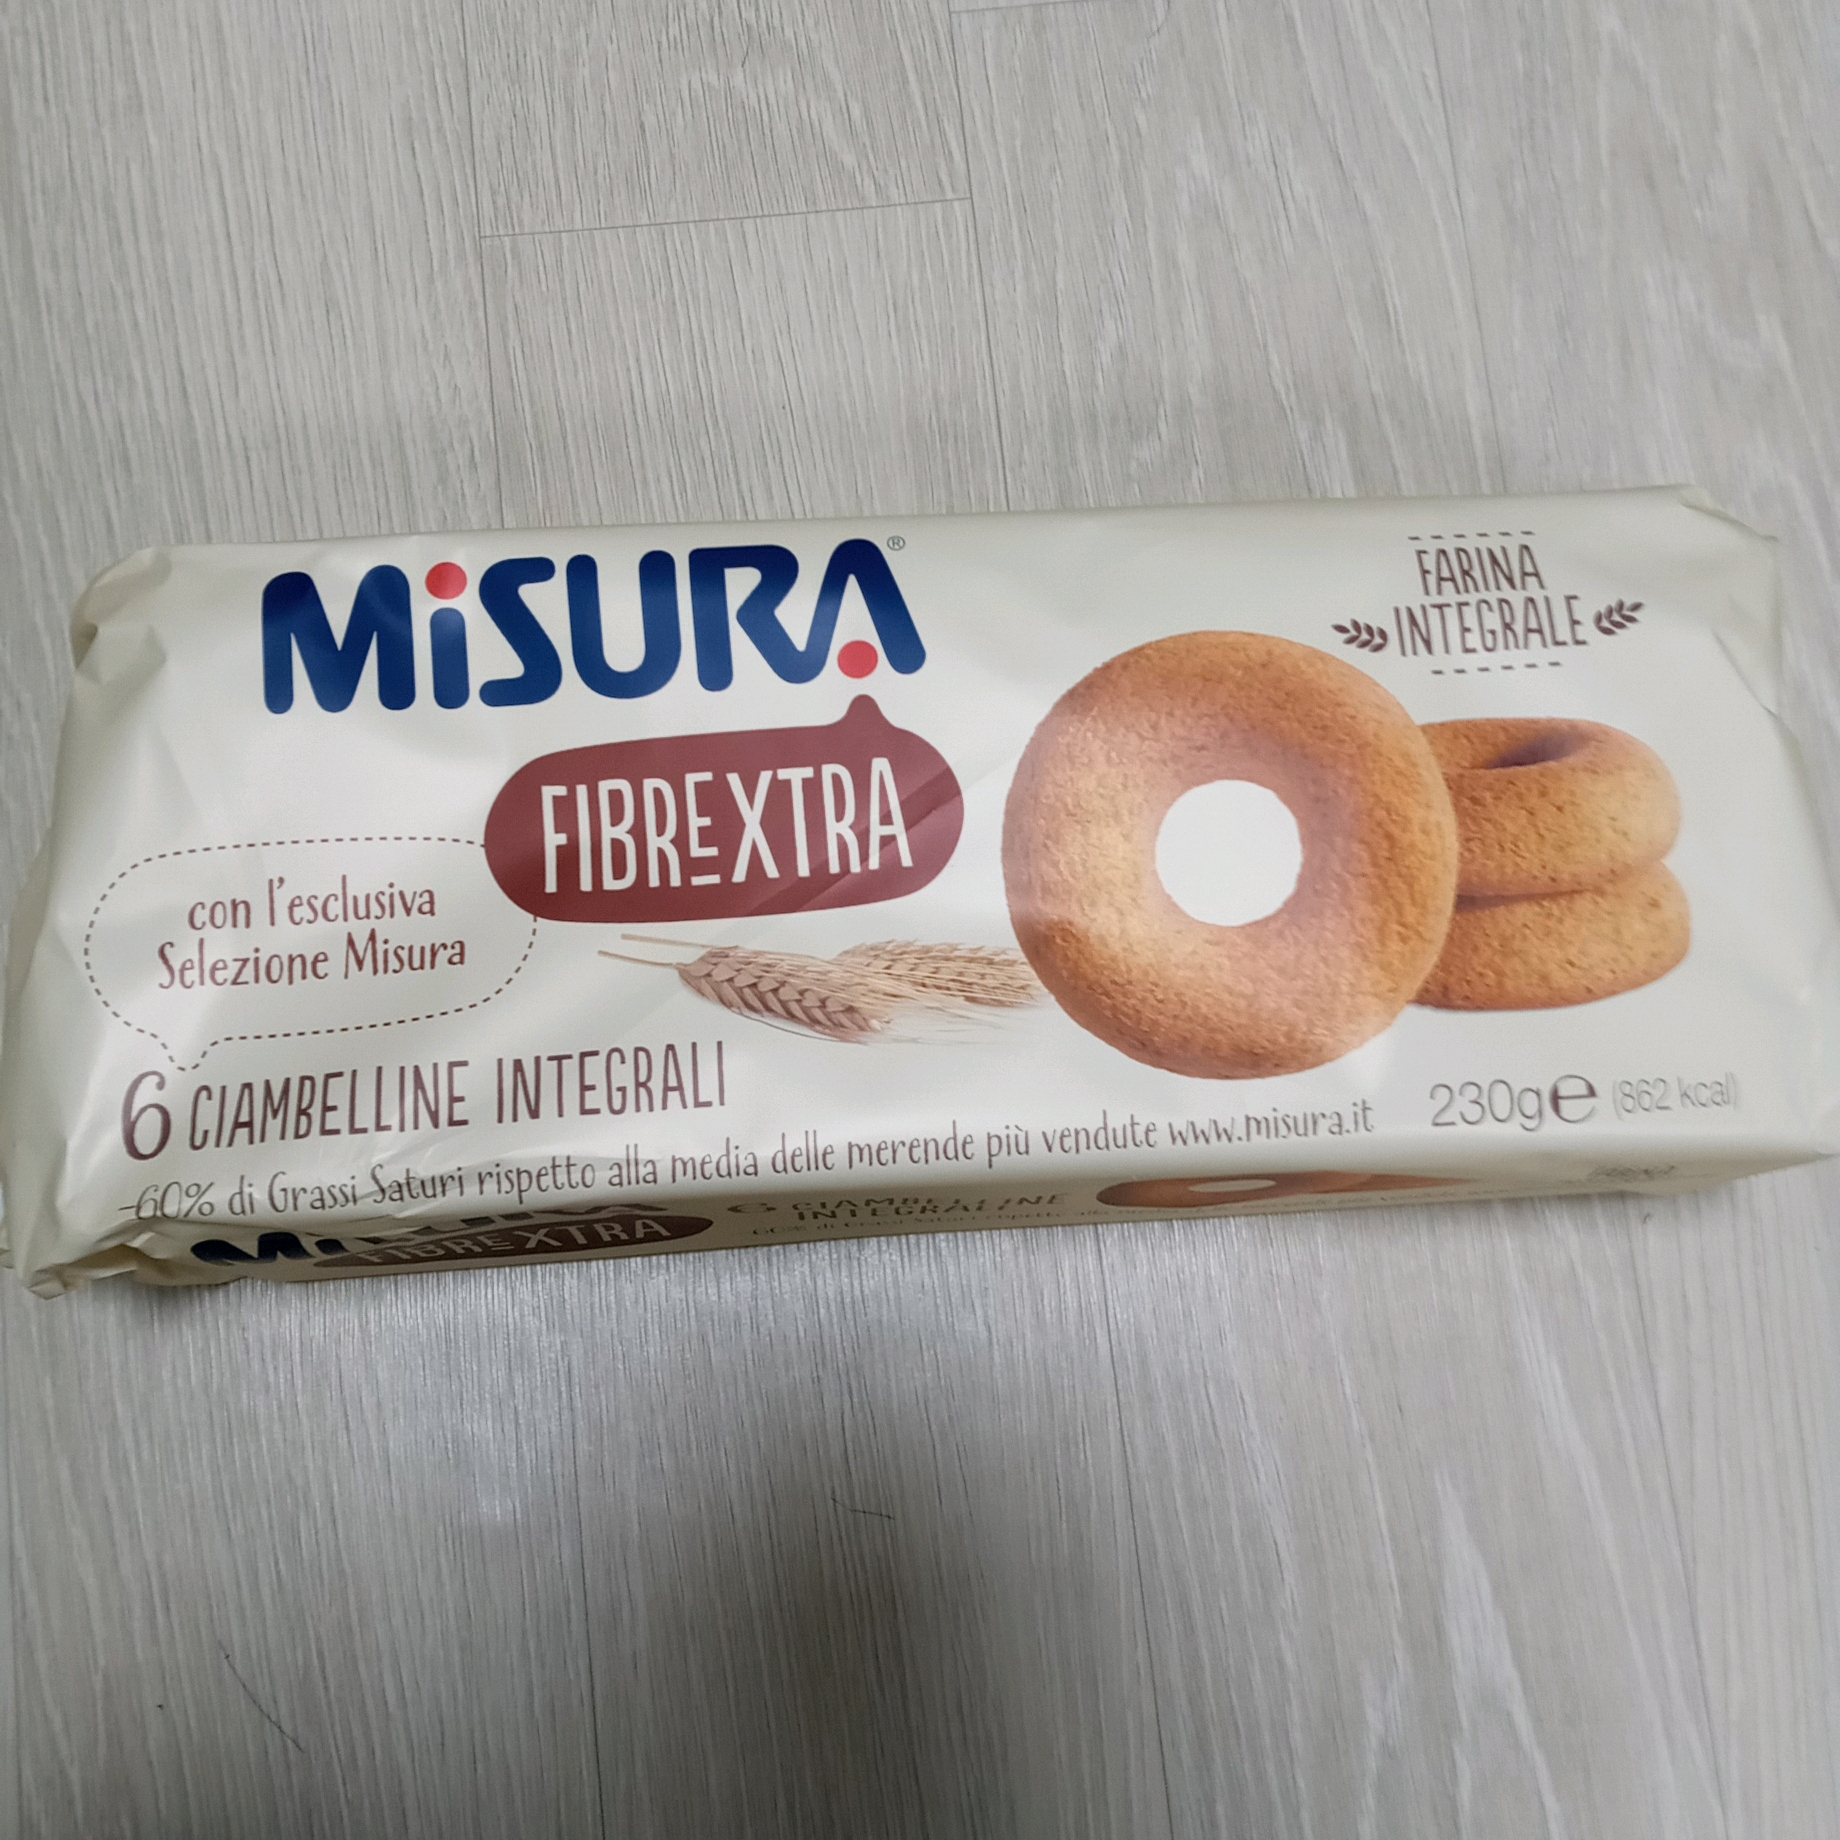 MiSURA®
FARINA
INTEGRALE
FIBREXTRA
con l'esclusiva
Selezione Misura
6 CIAMBELLINE INTEGRALI
230g℮ (862 kcal)
-60% di Grassi Saturi rispetto alla media delle merende più vendute www.misura.it
FIBREXTRA
6 CIAMBELLINE
INTEGRALI